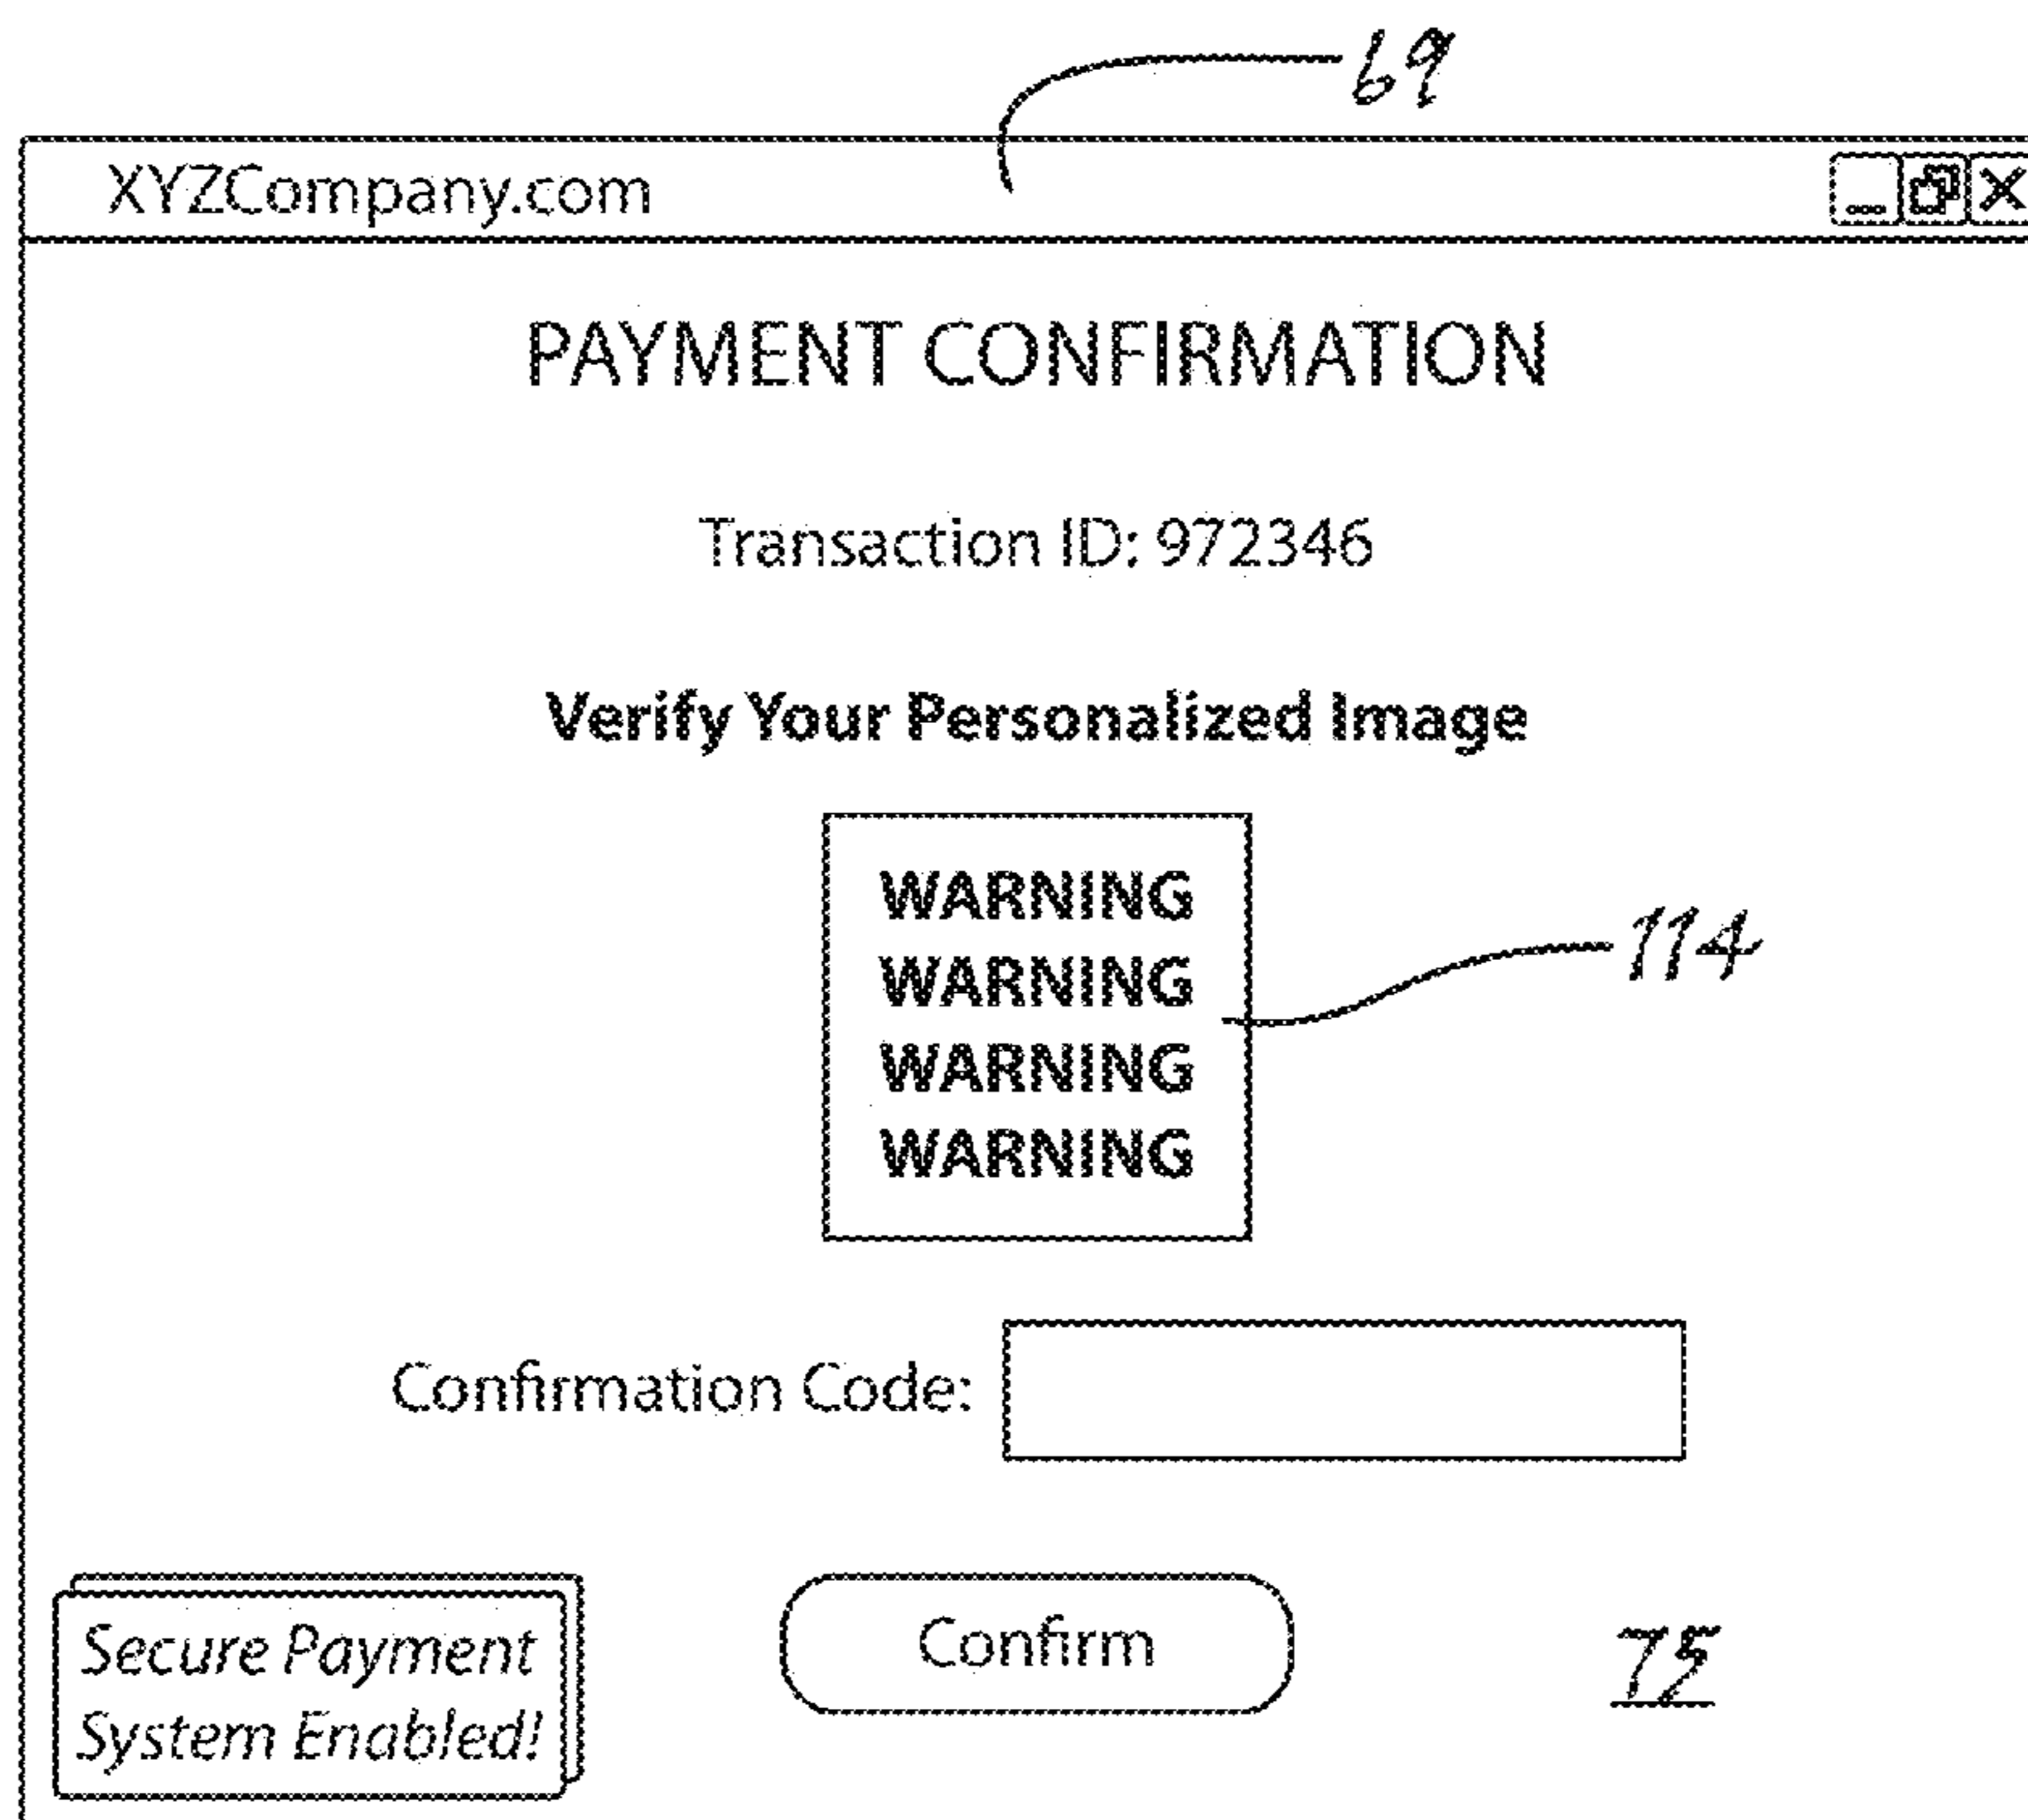 69
XYZCompany.com
PAYMENT CONFIRMATION
Transaction ID: 972346
Verify Your Personalized Image
WARNING
WARNING
114
WARNING
WARNING
Confirmation Code:
Secure Payment
System Enabled!
Confirm
75